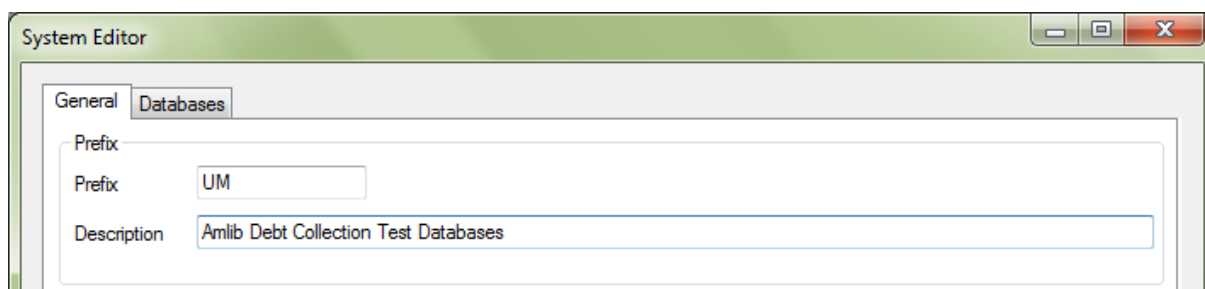 System Editor
General Databases
Prefix
Prefix UM
Description Amlib Debt Collection Test Databases